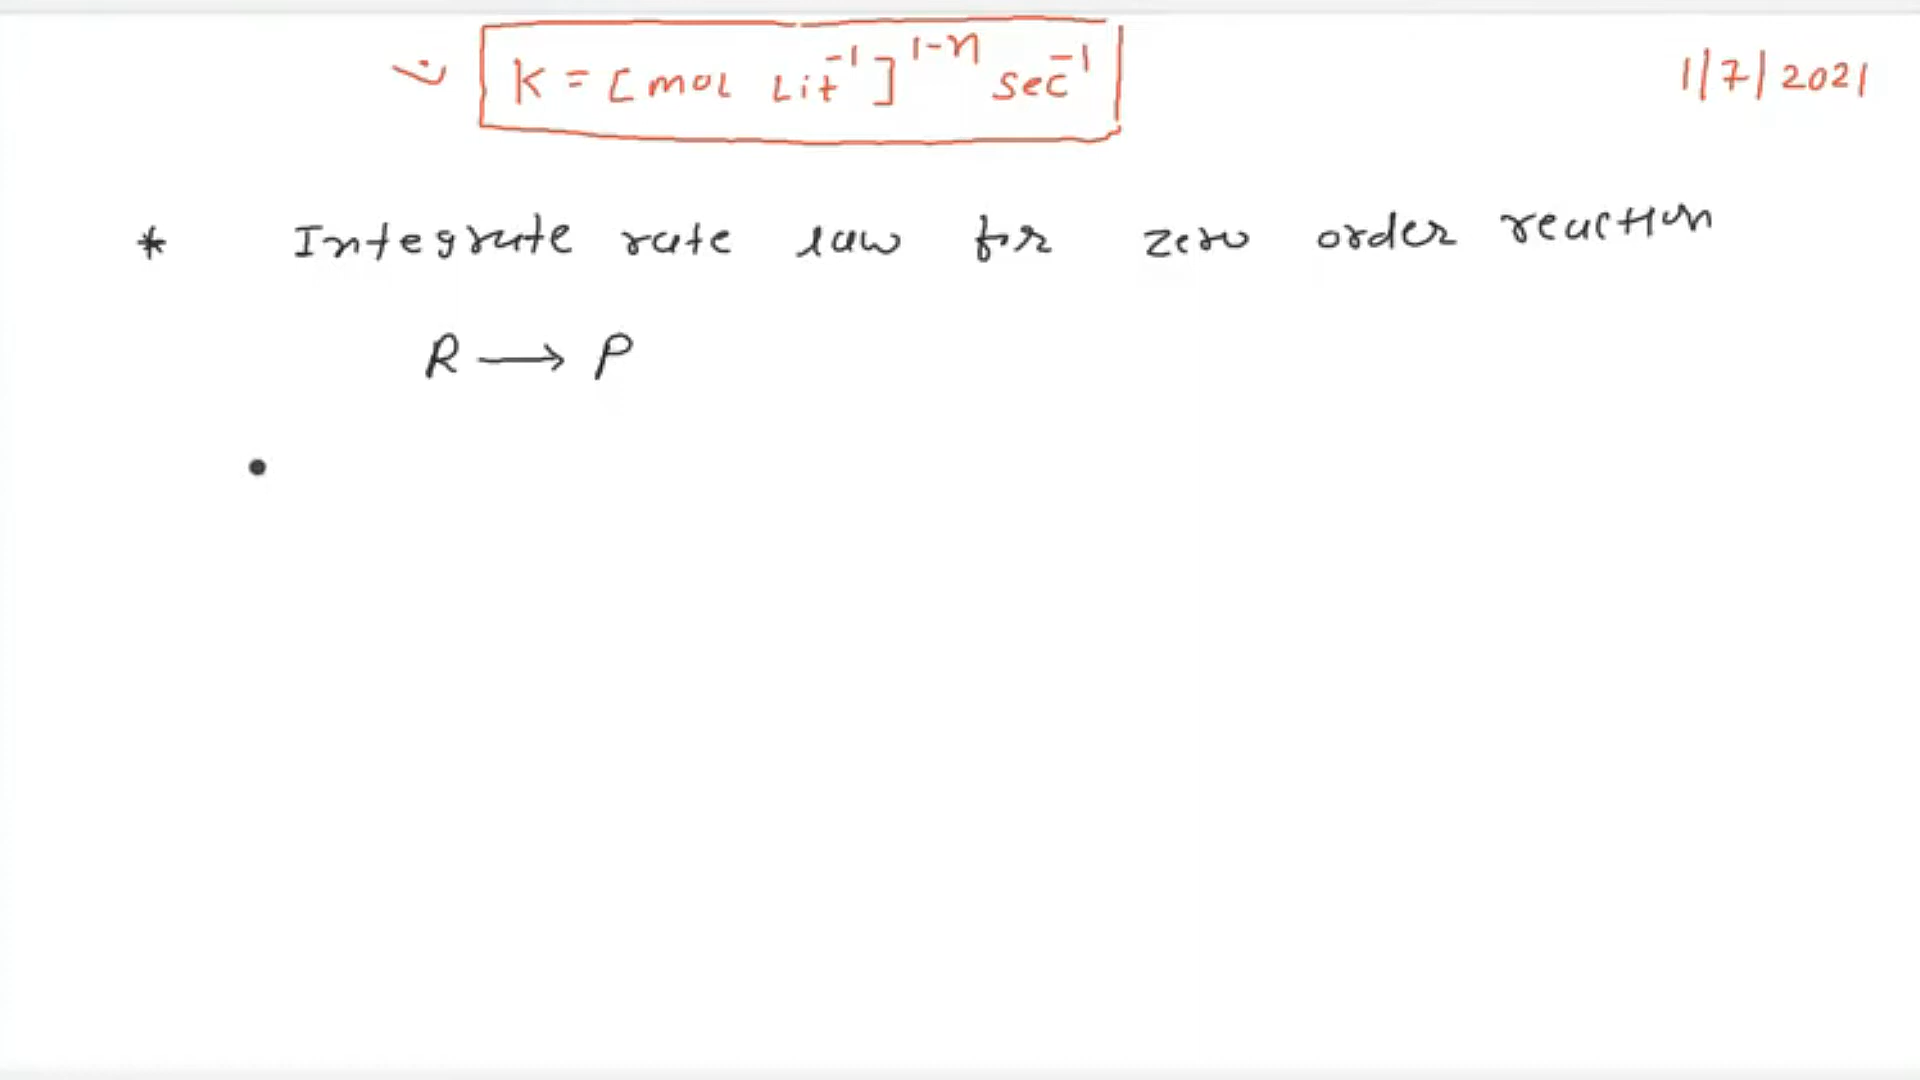 K = [mol Lit⁻¹]¹⁻ⁿ sec⁻¹
1/7/2021
* Integrate rate law for zero order reaction
R → P